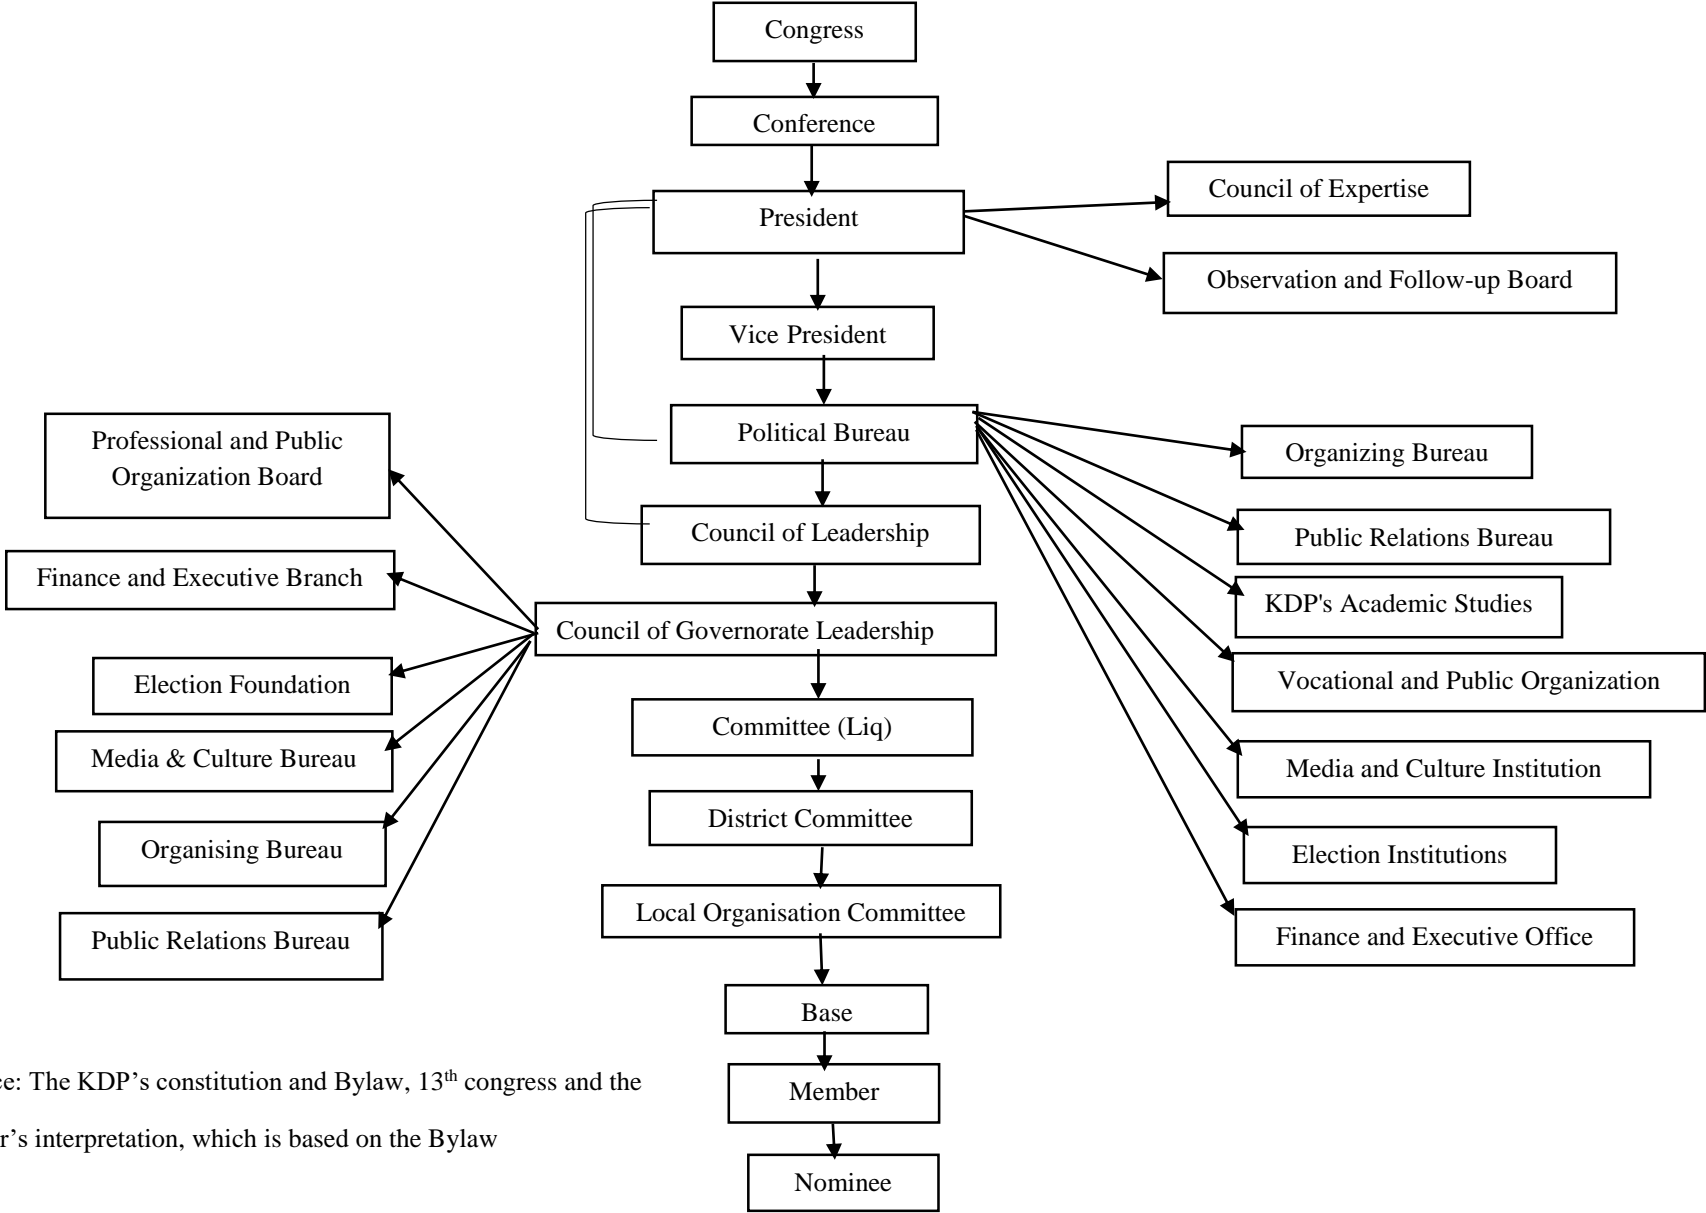 Congress
Conference
Council of Expertise
President
Observation and Follow-up Board
Vice President
Political Bureau
Professional and Public
Organization Board
Organizing Bureau
Council of Leadership
Public Relations Bureau
Finance and Executive Branch
KDP's Academic Studies
Council of Governorate Leadership
Election Foundation
Vocational and Public Organization
Committee (Liq)
Media & Culture Bureau
Media and Culture Institution
District Committee
Organising Bureau
Election Institutions
Local Organisation Committee
Public Relations Bureau
Finance and Executive Office
Base
ce: The KDP’s constitution and Bylaw, 13th congress and the
Member
r’s interpretation, which is based on the Bylaw
Nominee